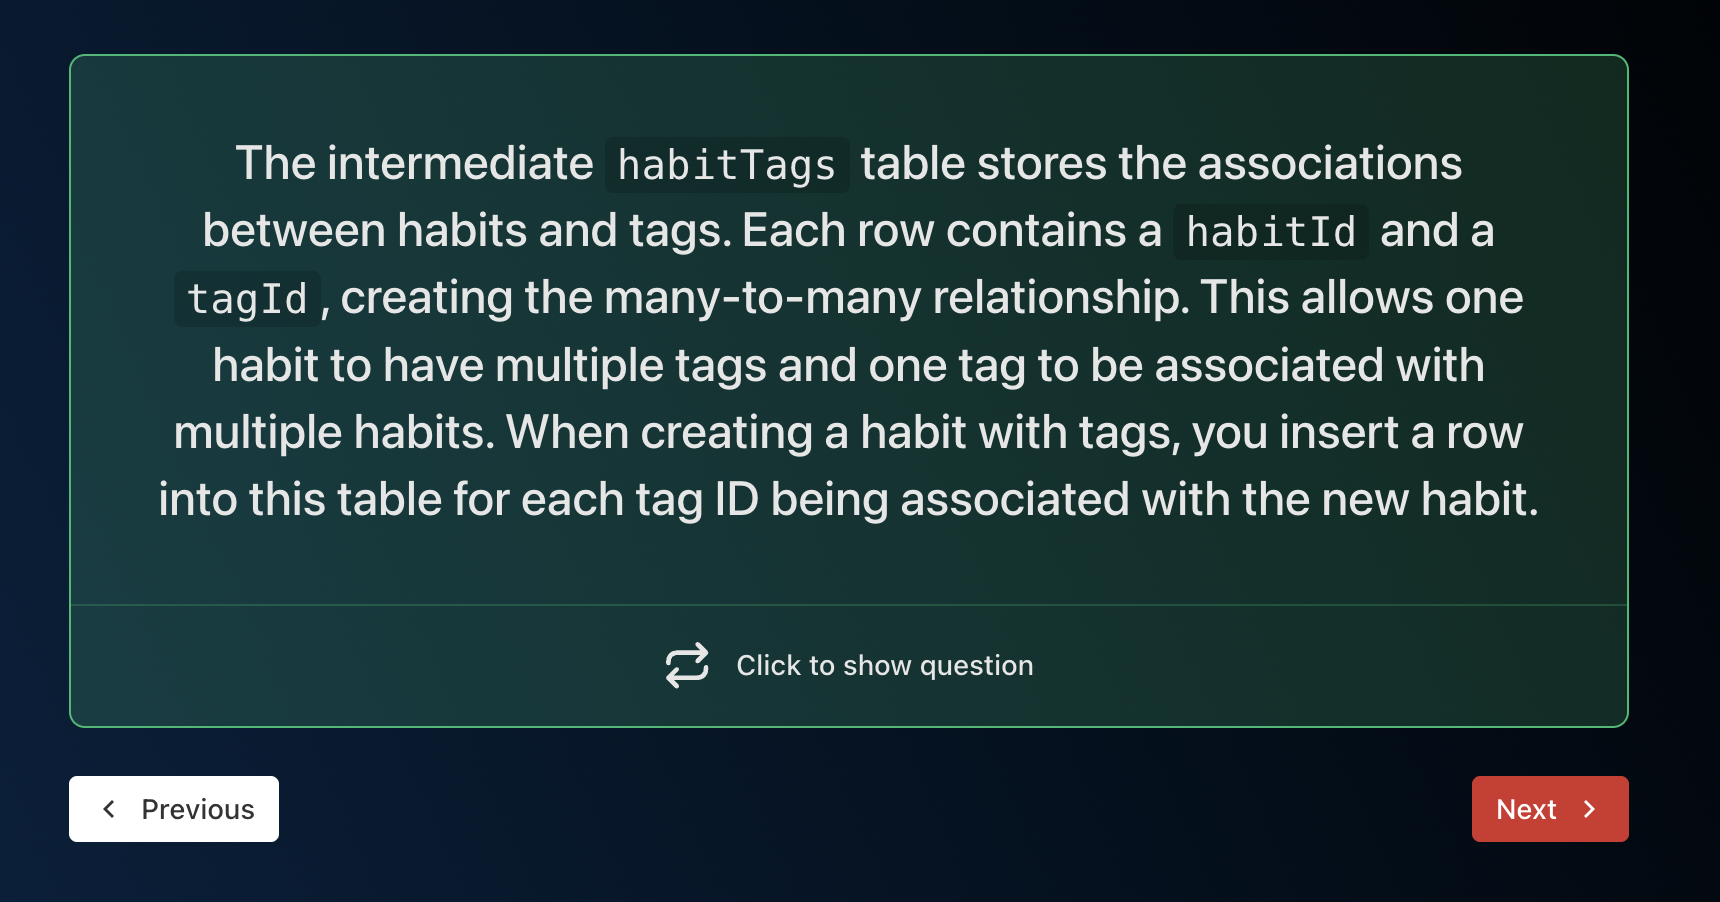 The intermediate habitTags table stores the associations
between habits and tags. Each row contains a habitId and a
tagId, creating the many-to-many relationship. This allows one
habit to have multiple tags and one tag to be associated with
multiple habits. When creating a habit with tags, you insert a row
into this table for each tag ID being associated with the new habit.
Click to show question
Previous
Next